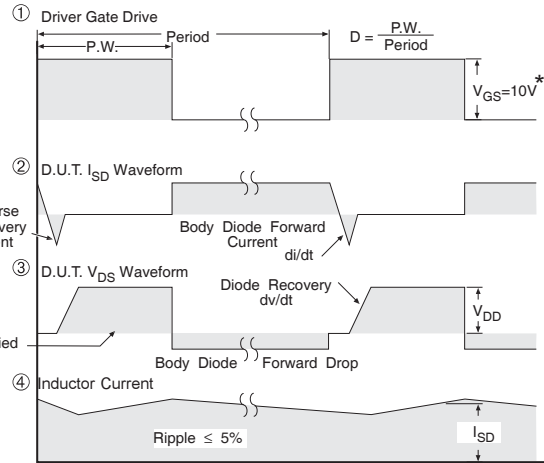 ① Driver Gate Drive
P.W.
Period
D = P.W.
Period
V_GS=10V*
② D.U.T. I_SD Waveform
Body Diode Forward
Current
di/dt
③ D.U.T. V_DS Waveform
Diode Recovery
dv/dt
V_DD
Body Diode Forward Drop
④ Inductor Current
Ripple ≤ 5%
I_SD